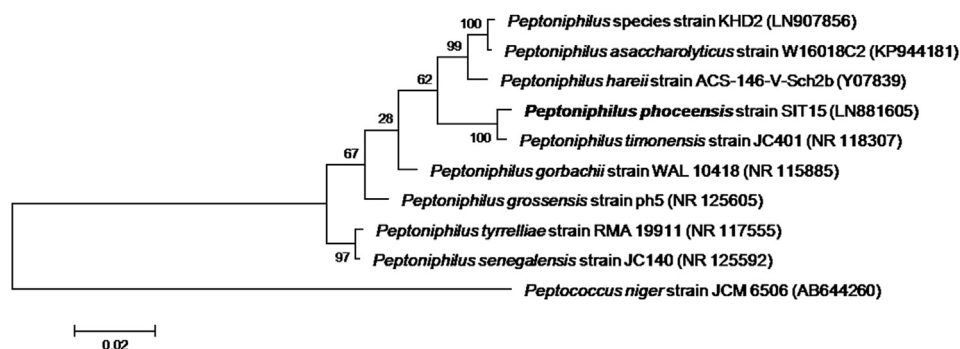 Peptoniphilus species strain KHD2 (LN907856)
100
Peptoniphilus asaccharolyticus strain W16018C2 (KP944181)
99
Peptoniphilus hareii strain ACS-146-V-Sch2b (Y07839)
62
Peptoniphilus phoceensis strain SIT15 (LN881605)
100
Peptoniphilus timonensis strain JC401 (NR 118307)
28
Peptoniphilus gorbachii strain WAL 10418 (NR 115885)
67
Peptoniphilus grossensis strain ph5 (NR 125605)
Peptoniphilus tyrrelliae strain RMA 19911 (NR 117555)
97
Peptoniphilus senegalensis strain JC140 (NR 125592)
Peptococcus niger strain JCM 6506 (AB644260)
0.02